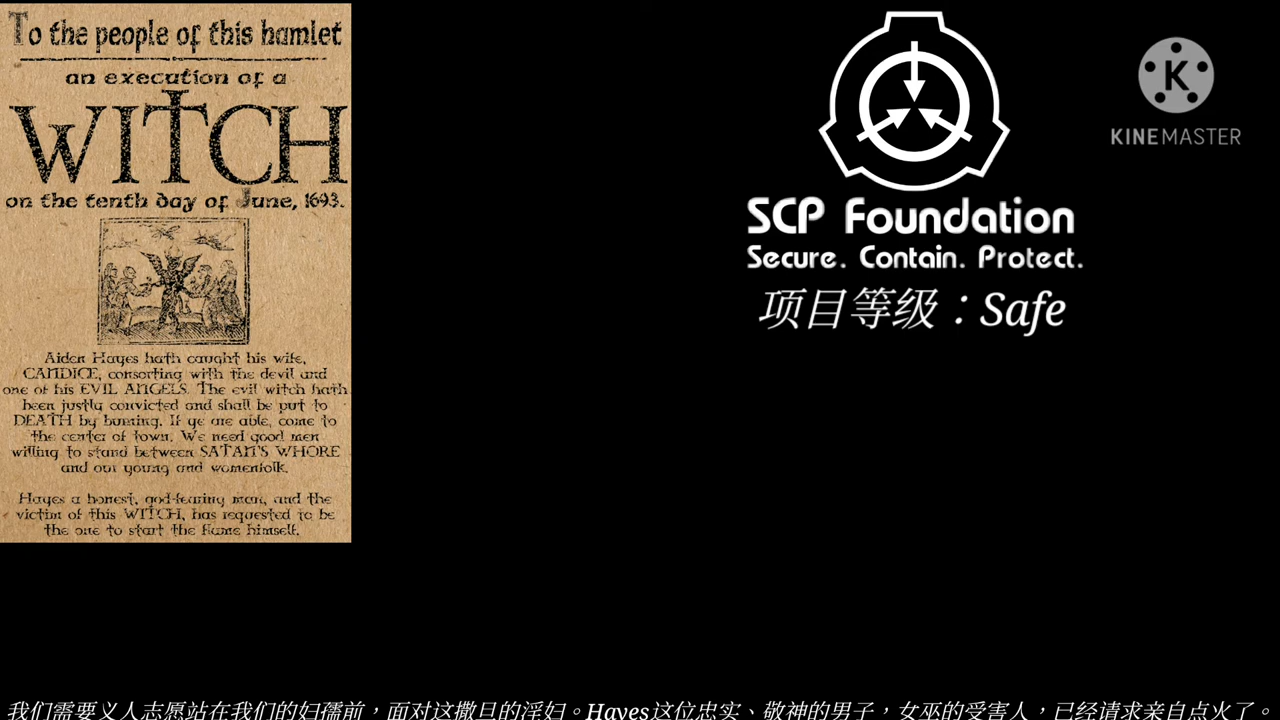 To the people of this hamlet
an execution of a
WITCH
on the tenth day of June, 1693.
Aiden Hayes hath caught his wife,
CANDICE, consorting with the devil and
one of his EVIL ANGELS. The evil witch hath
been justly convicted and shall be put to
DEATH by burning. If ye are able, come to
the center of town. We need good men
willing to stand between SATAN'S WHORE
and our young and womenfolk.
Hayes a honest, god-fearing man, and the
victim of this WITCH, has requested to be
the one to start the flame himself.
SCP Foundation
Secure. Contain. Protect.
项目等级：Safe
K
KINEMASTER
我们需要义人志愿站在我们的妇孺前，面对这撒旦的淫妇。Hayes这位忠实、敬神的男子，女巫的受害人，已经请求亲自点火了。